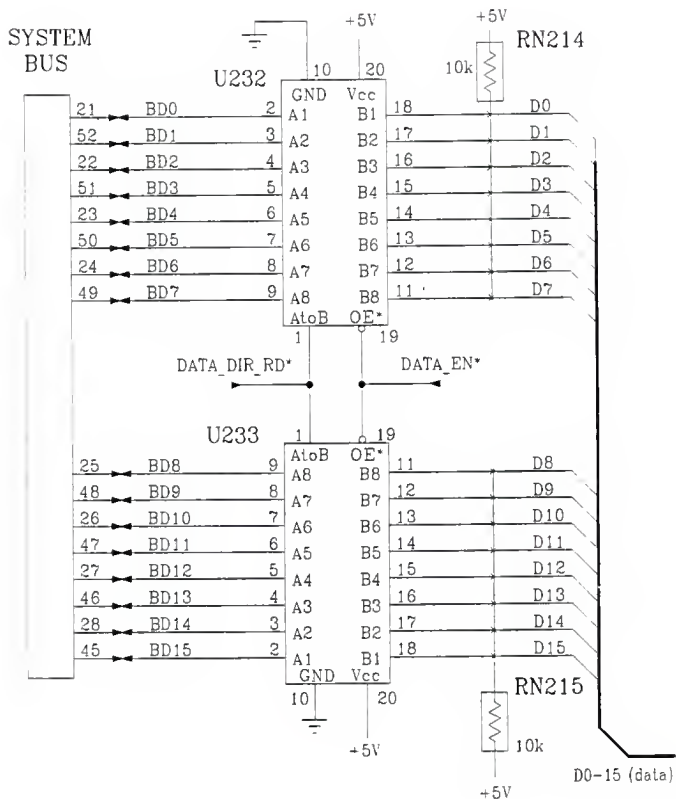 +5V
+5V
SYSTEM
BUS
RN214
10k
U232
10
20
GND Vcc
21 BD0 2 A1 B1 18 D0
52 BD1 3 A2 B2 17 D1
22 BD2 4 A3 B3 16 D2
51 BD3 5 A4 B4 15 D3
23 BD4 6 A5 B5 14 D4
50 BD5 7 A6 B6 13 D5
24 BD6 8 A7 B7 12 D6
49 BD7 9 A8 B8 11 D7
AtoB OE*
1 19
DATA_DIR_RD* DATA_EN*
U233
1 19
AtoB OE*
25 BD8 9 A8 B8 11 D8
48 BD9 8 A7 B7 12 D9
26 BD10 7 A6 B6 13 D10
47 BD11 6 A5 B5 14 D11
27 BD12 5 A4 B4 15 D12
46 BD13 4 A3 B3 16 D13
28 BD14 3 A2 B2 17 D14
45 BD15 2 A1 B1 18 D15
GND Vcc
10 20
RN215
10k
+5V
+5V
D0-15 (data)